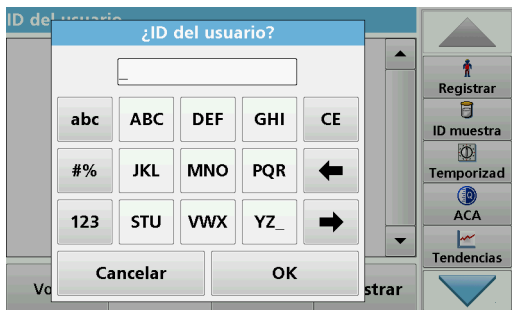 ID del usuario
¿ID del usuario?
_
abc ABC DEF GHI CE
#% JKL MNO PQR
123 STU VWX YZ_
Cancelar OK
Registrar
ID muestra
Temporizad
ACA
Tendencias